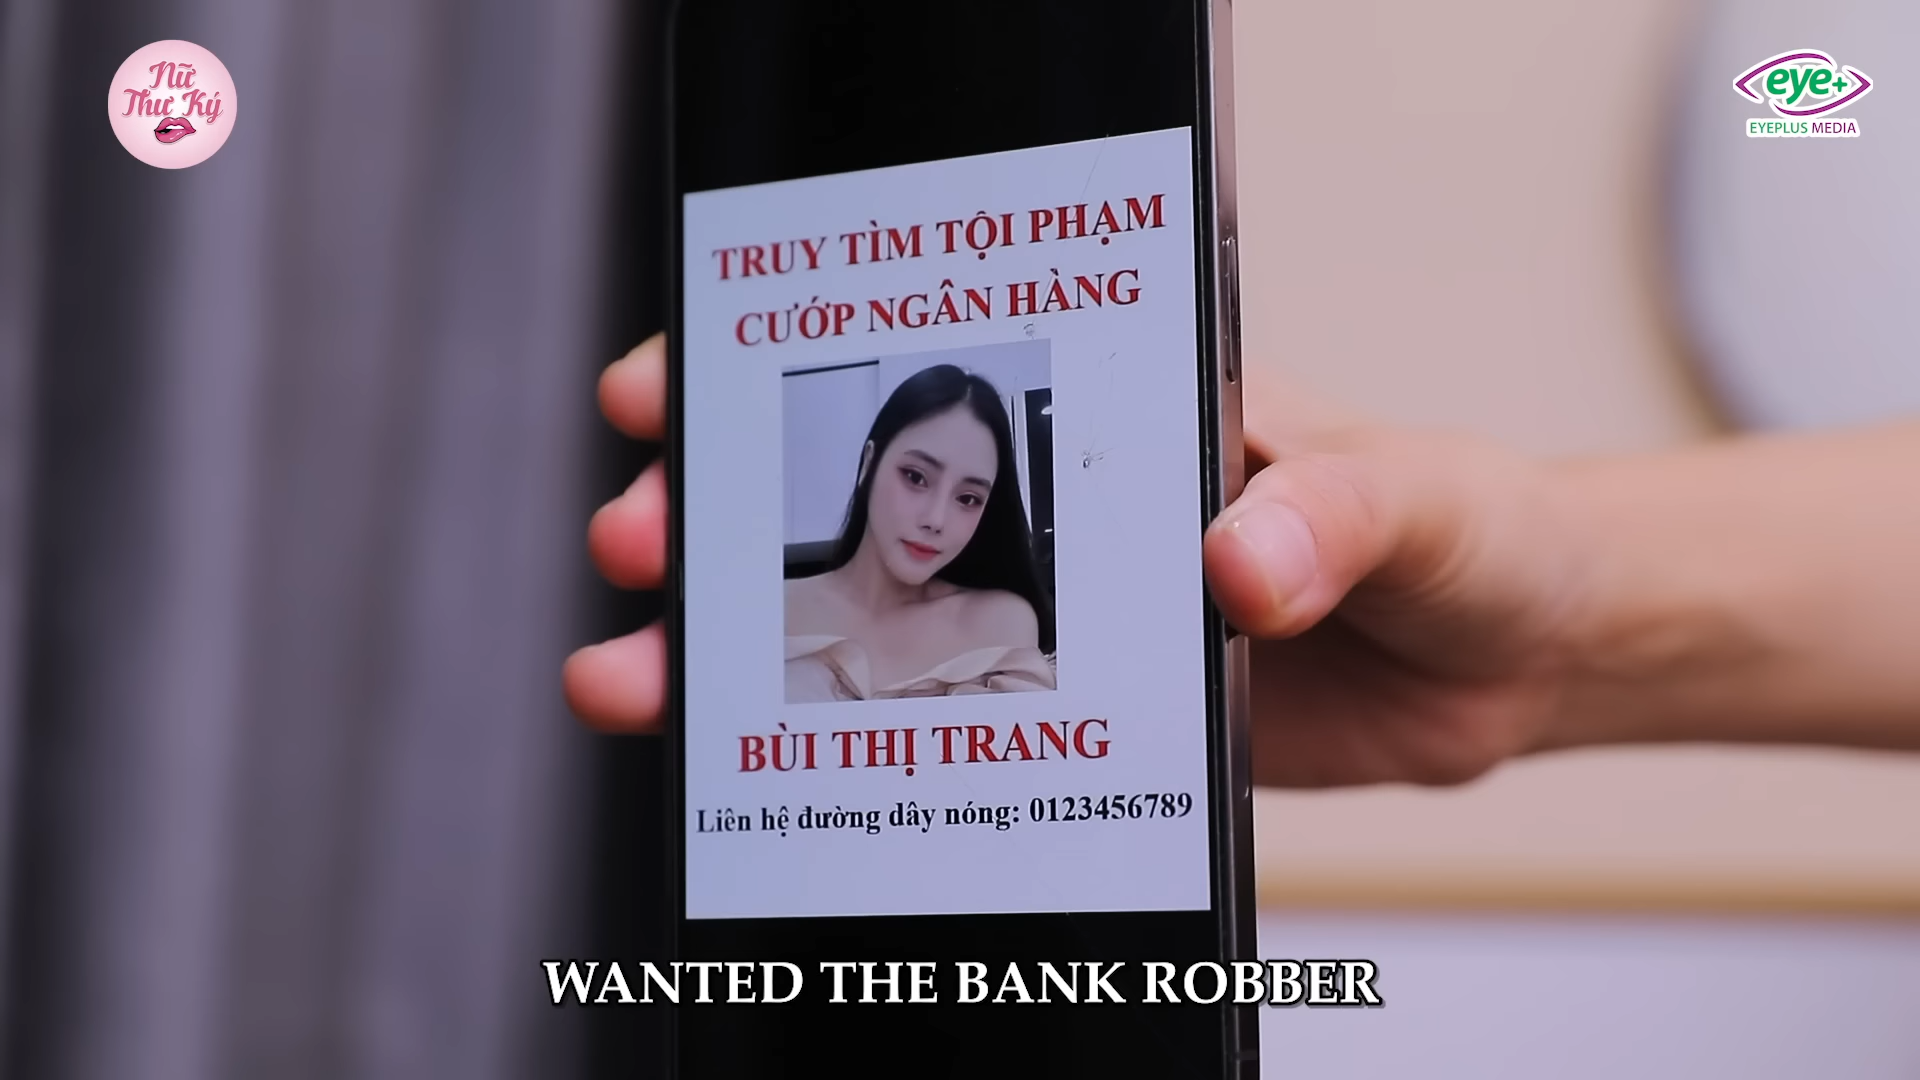 Nữ
Thư Ký
eye+
EYEPLUS MEDIA
TRUY TÌM TỘI PHẠM
CƯỚP NGÂN HÀNG
BÙI THỊ TRANG
Liên hệ đường dây nóng: 0123456789
WANTED THE BANK ROBBER